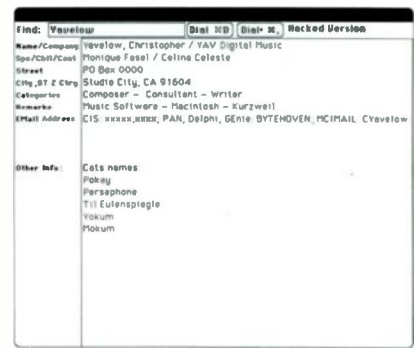 Find: Yavelow Dial ⌘D Dial+ ⌘, Hacked Version
Name/Company Yavelow, Christopher / YAV Digital Music
Spo/Chil/Cont Monique Fasel / Celina Celeste
Street PO Box 0000
City, ST Z Ctry Studio City, CA 91604
Categories Composer - Consultant - Writer
Remarks Music Software - Macintosh - Kurzweil
EMail Address CIS: xxxxx,xxxx, PAN, Delphi, GEnie: BYTEHOVEN, MCIMAIL: CYavelow
Other Info: Cats names
Pokey
Persephone
Til Eulenspiegle
Yokum
Mokum